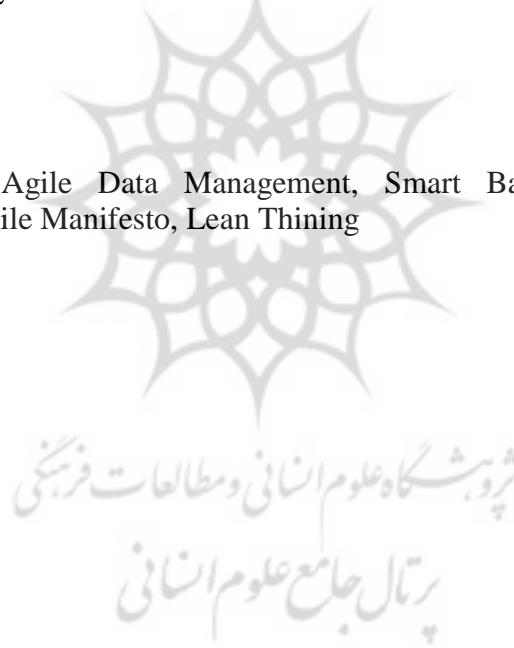 Agile Data Management, Smart Ba
ile Manifesto, Lean Thining
پژوهشگاه علوم انسانی و مطالعات فرهنگی
پرتال جامع علوم انسانی